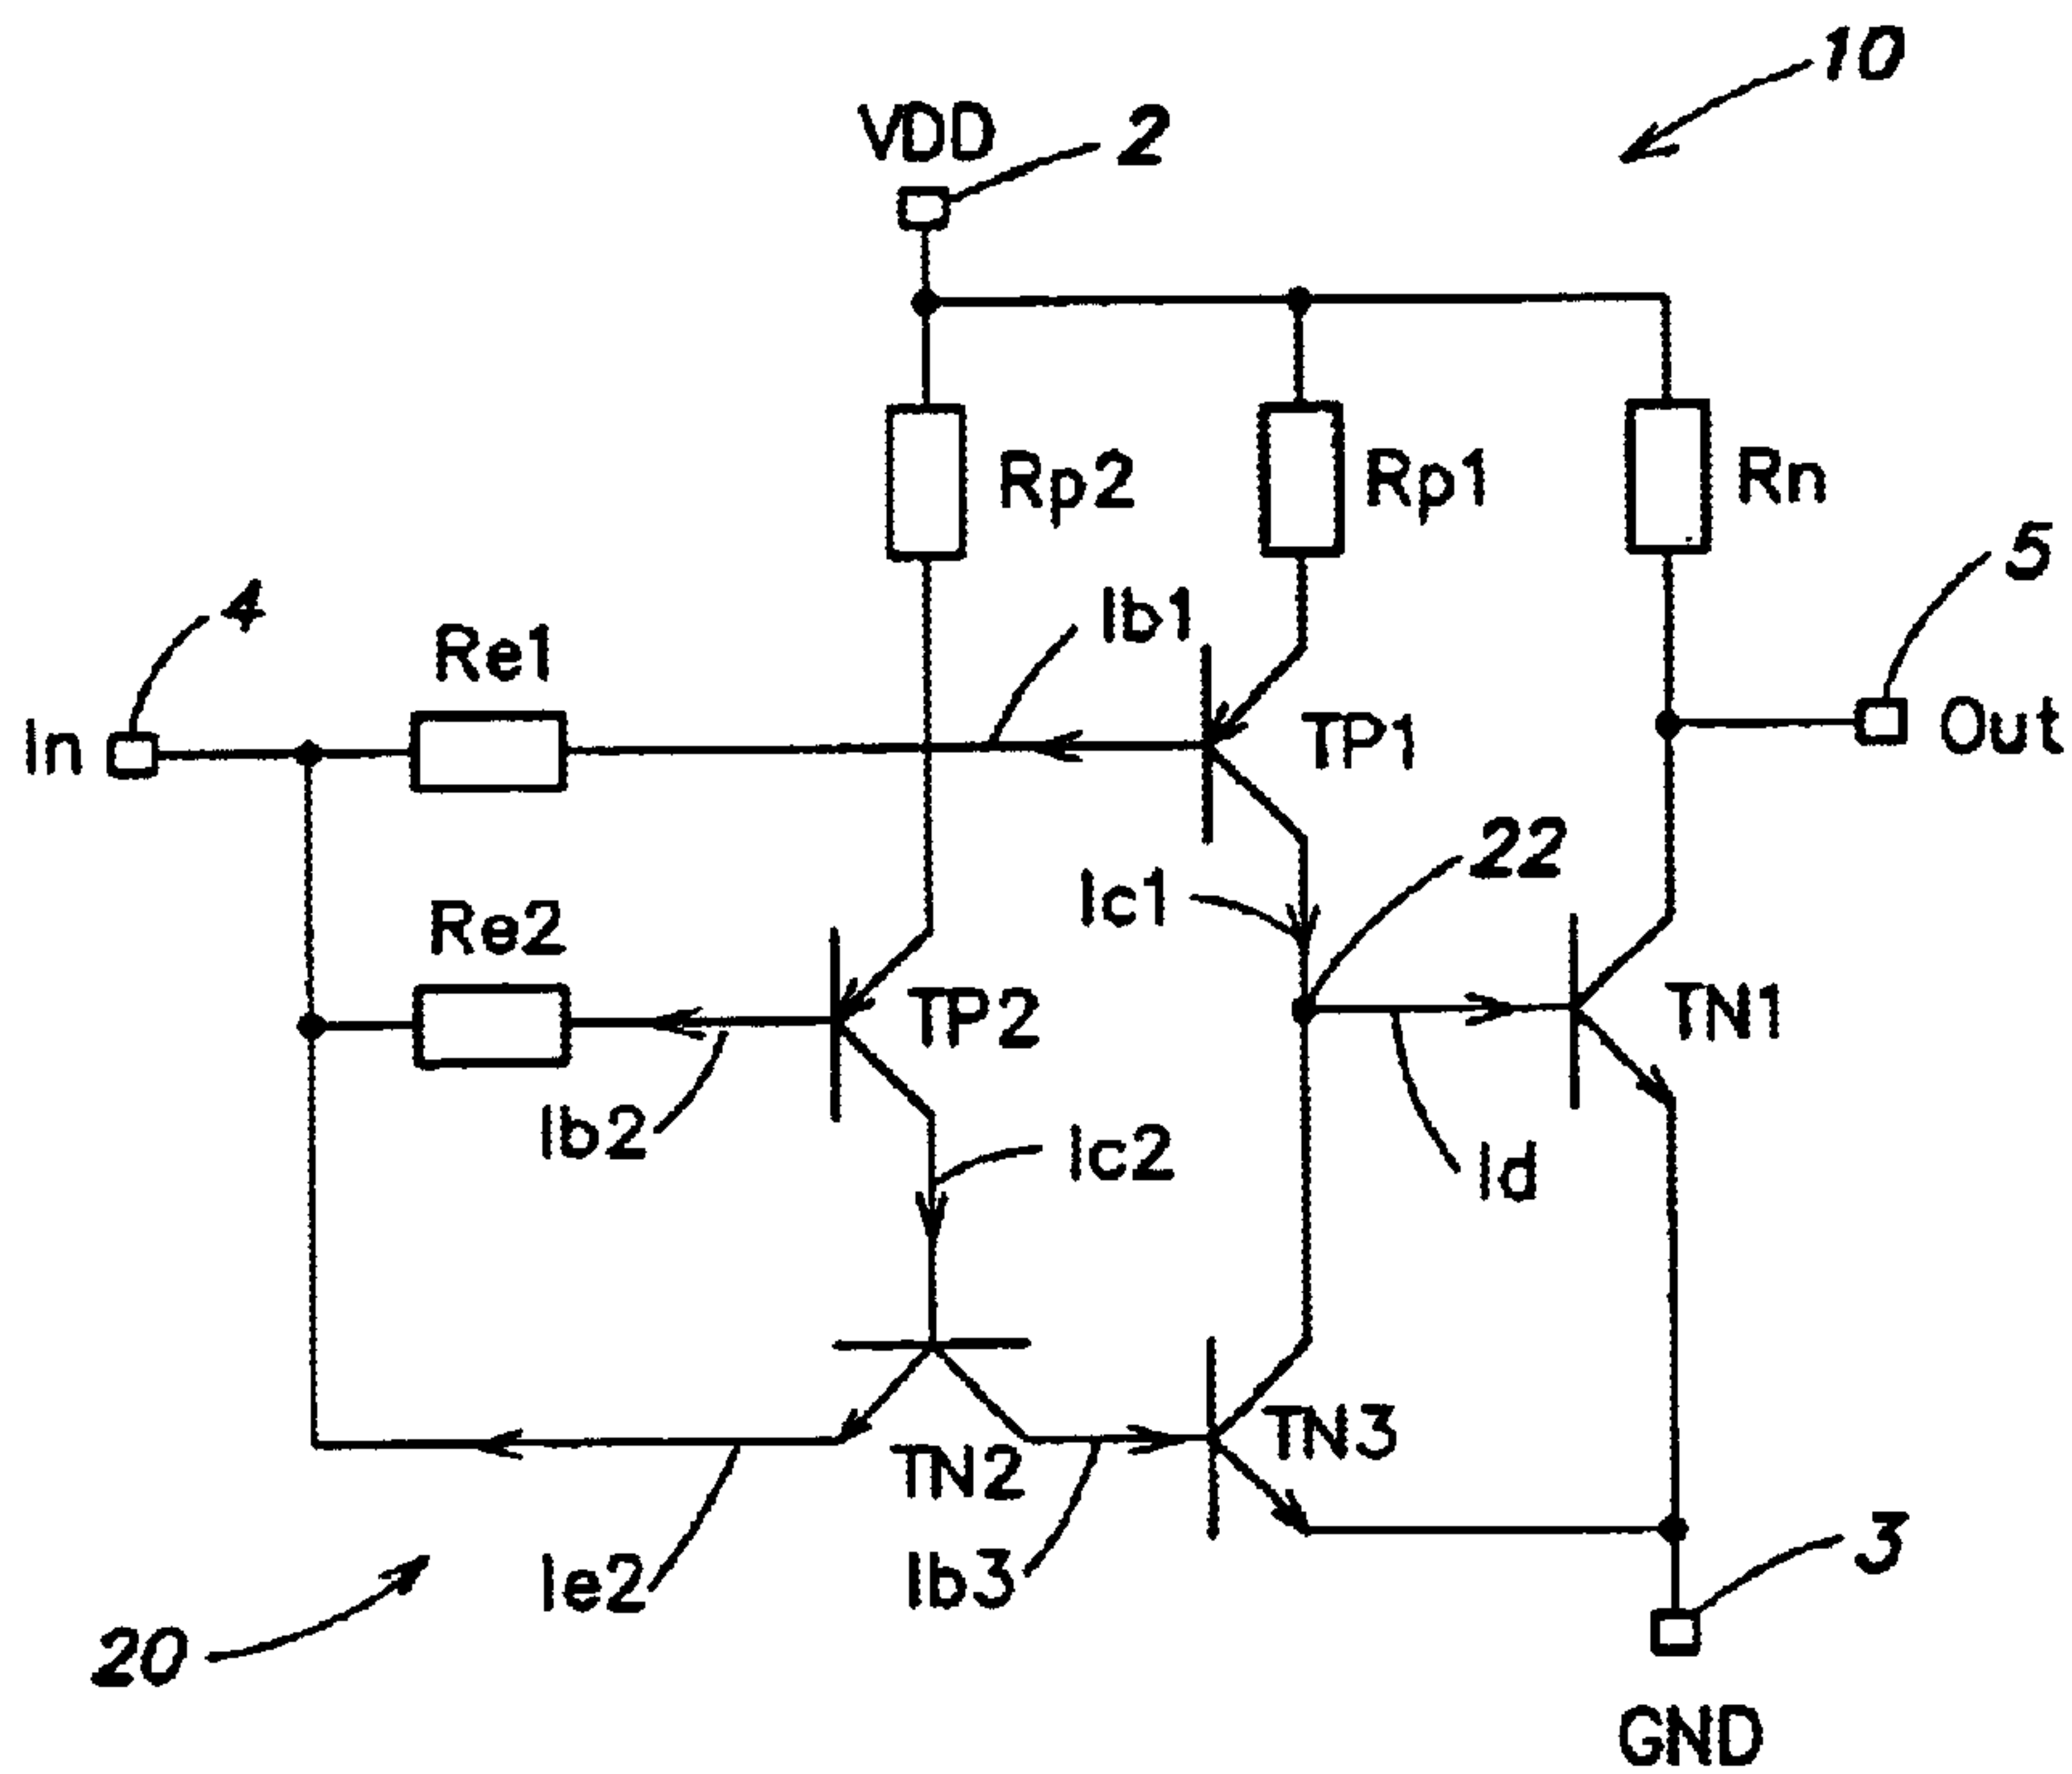 10
VDD
2
Rp2
Rp1
Rn
5
4
Re1
Ib1
In
TP1
Out
22
Ic1
Re2
TP2
TN1
Ib2
Ic2
Id
TN2
TN3
Ie2
Ib3
3
20
GND